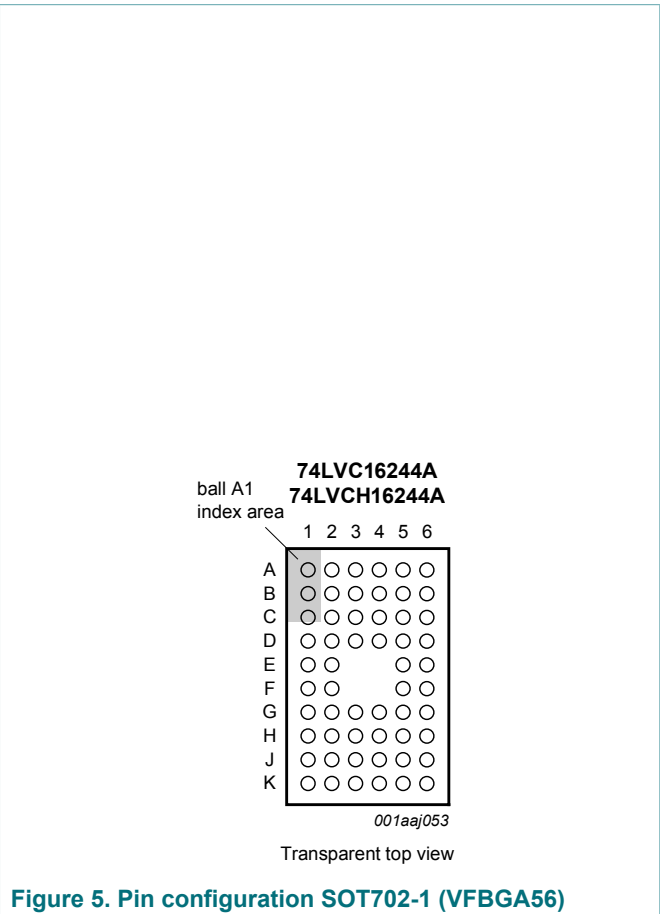 74LVC16244A
74LVCH16244A
ball A1
index area
1 2 3 4 5 6
A
B
C
D
E
F
G
H
J
K
001aaj053
Transparent top view
Figure 5. Pin configuration SOT702-1 (VFBGA56)